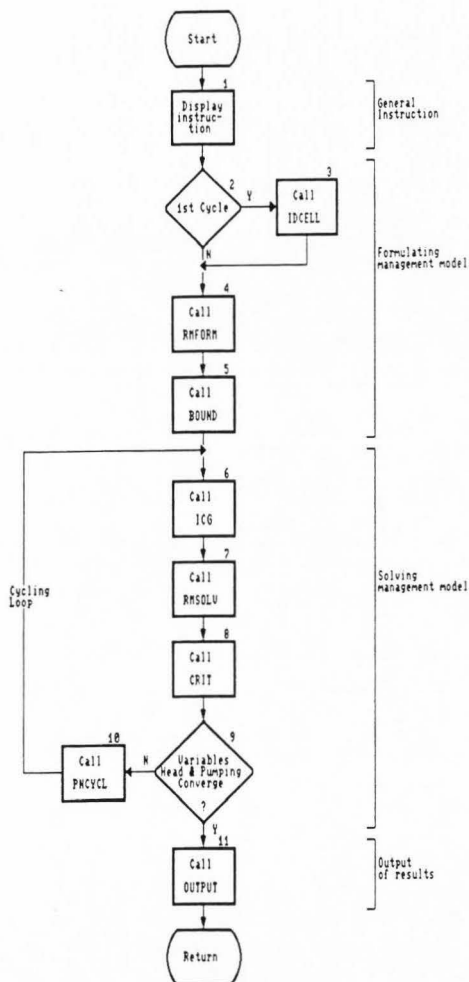 Start
1
Display
instruc-
tion
General
Instruction
2
1st Cycle
Y
N
3
Call
IDCELL
Formulating
management model
4
Call
RMFORM
5
Call
BOUND
6
Call
ICG
7
Call
RMSOLV
8
Call
CRIT
Cycling
Loop
Solving
management model
9
Variables
Head & Pumping
Converge
?
N
Y
10
Call
PMCYCL
11
Call
OUTPUT
Output
of results
Return